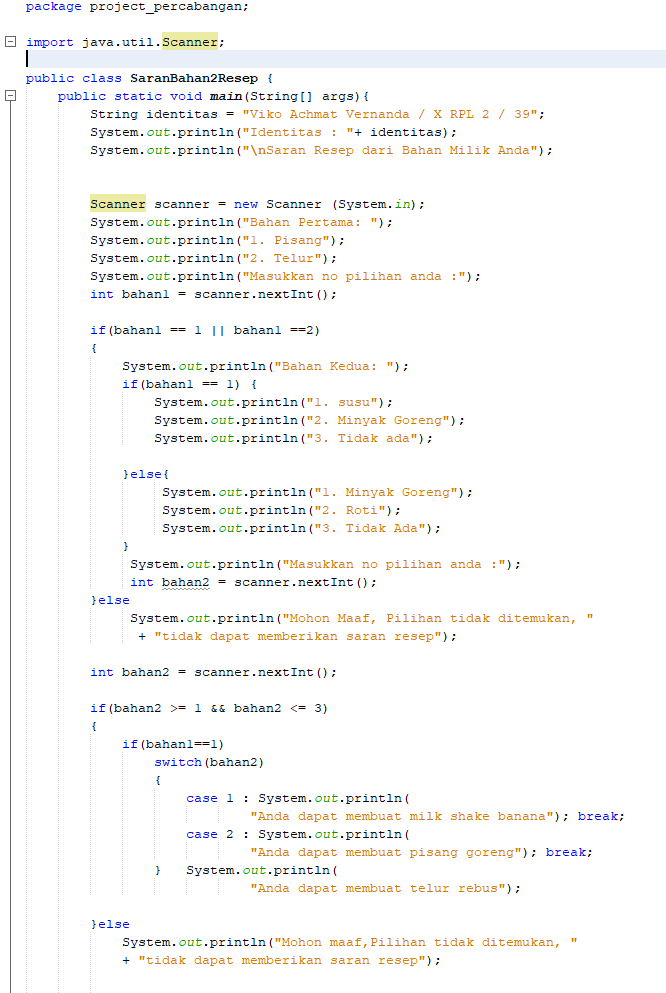 package project_percabangan;
import java.util.Scanner;
public class SaranBahan2Resep {
public static void main(String[] args){
String identitas = "Viko Achmat Vernanda / X RPL 2 / 39";
System.out.println("Identitas : "+ identitas);
System.out.println("\nSaran Resep dari Bahan Milik Anda");
Scanner scanner = new Scanner (System.in);
System.out.println("Bahan Pertama: ");
System.out.println("1. Pisang");
System.out.println("2. Telur");
System.out.println("Masukkan no pilihan anda :");
int bahan1 = scanner.nextInt();
if(bahan1 == 1 || bahan1 ==2)
{
System.out.println("Bahan Kedua: ");
if(bahan1 == 1) {
System.out.println("1. susu");
System.out.println("2. Minyak Goreng");
System.out.println("3. Tidak ada");
}else{
System.out.println("1. Minyak Goreng");
System.out.println("2. Roti");
System.out.println("3. Tidak Ada");
}
System.out.println("Masukkan no pilihan anda :");
int bahan2 = scanner.nextInt();
}else
System.out.println("Mohon Maaf, Pilihan tidak ditemukan, "
+ "tidak dapat memberikan saran resep");
int bahan2 = scanner.nextInt();
if(bahan2 >= 1 && bahan2 <= 3)
{
if(bahan1==1)
switch(bahan2)
{
case 1 : System.out.println(
"Anda dapat membuat milk shake banana"); break;
case 2 : System.out.println(
"Anda dapat membuat pisang goreng"); break;
} System.out.println(
"Anda dapat membuat telur rebus");
}else
System.out.println("Mohon maaf,Pilihan tidak ditemukan, "
+ "tidak dapat memberikan saran resep");